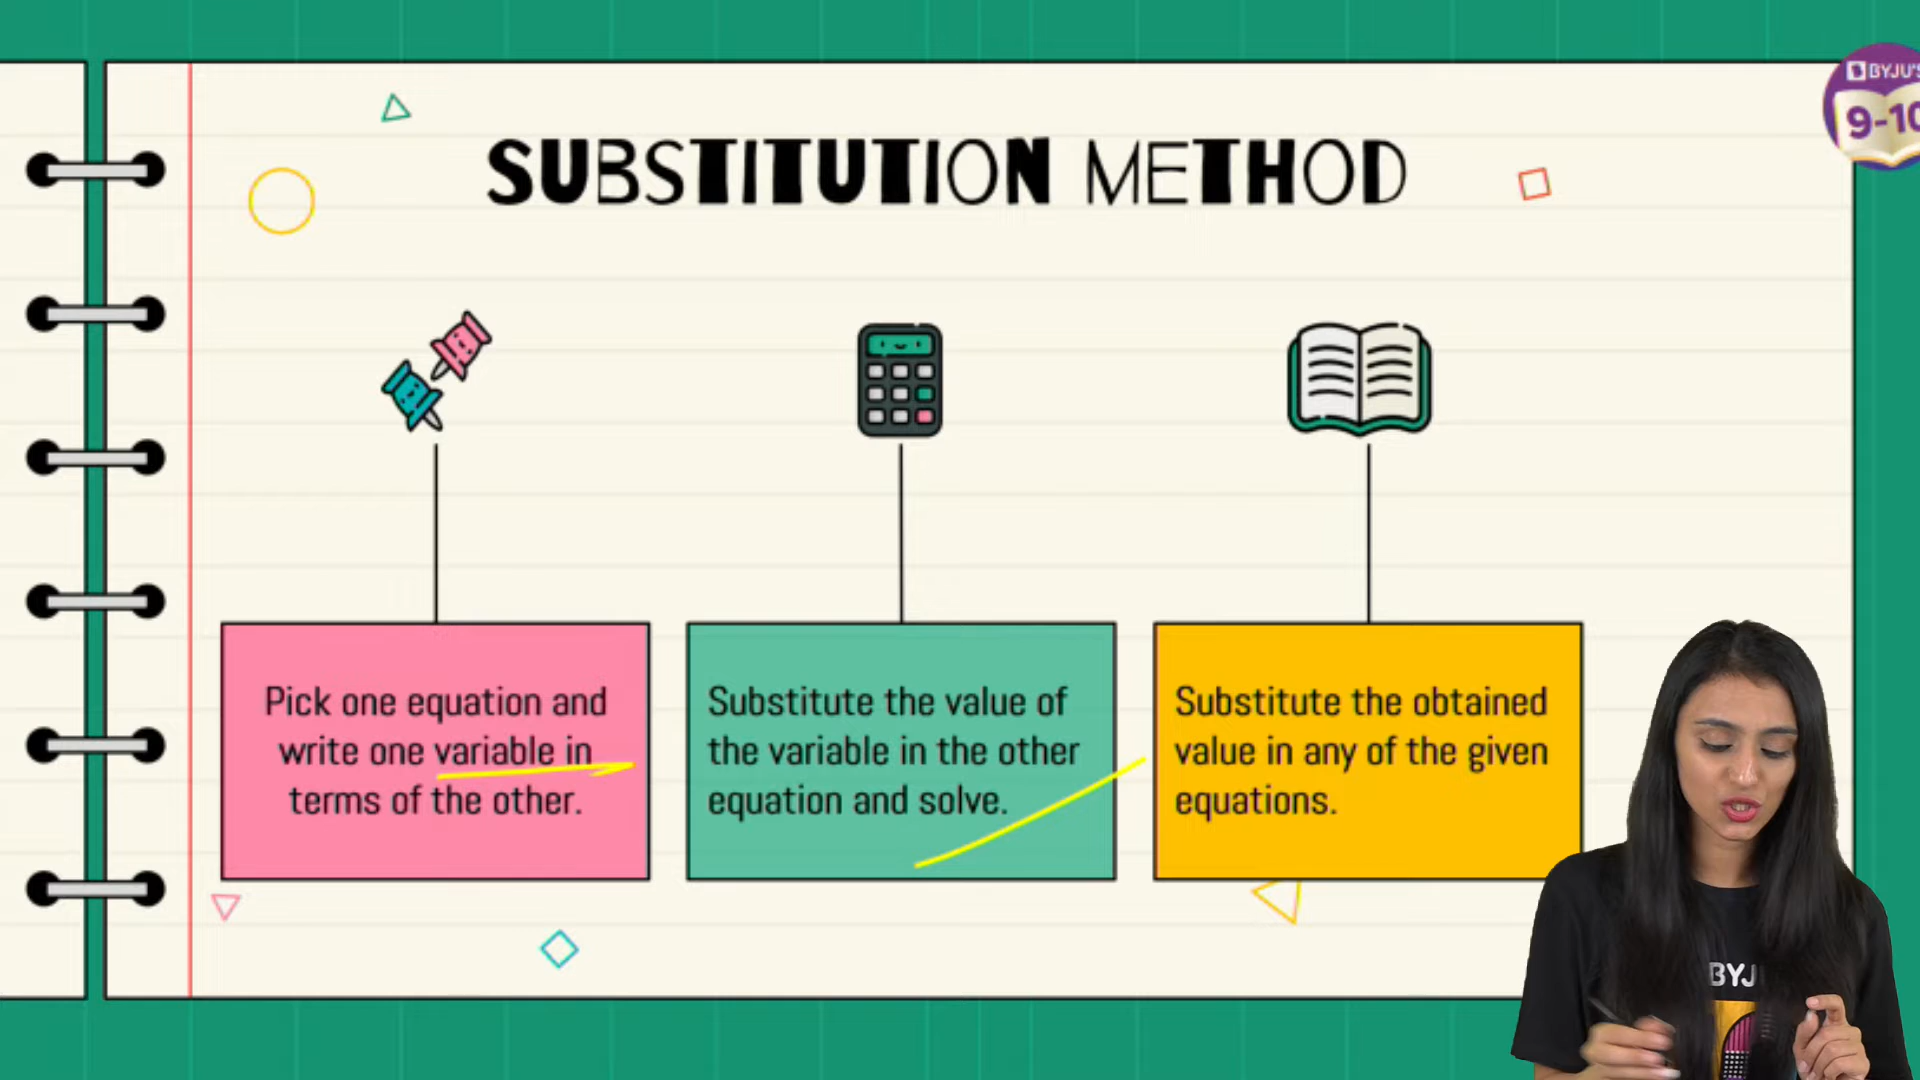 BYJU'S
9-10
SUBSTITUTION METHOD
Pick one equation and
write one variable in
terms of the other.
Substitute the value of
the variable in the other
equation and solve.
Substitute the obtained
value in any of the given
equations.
BYJ